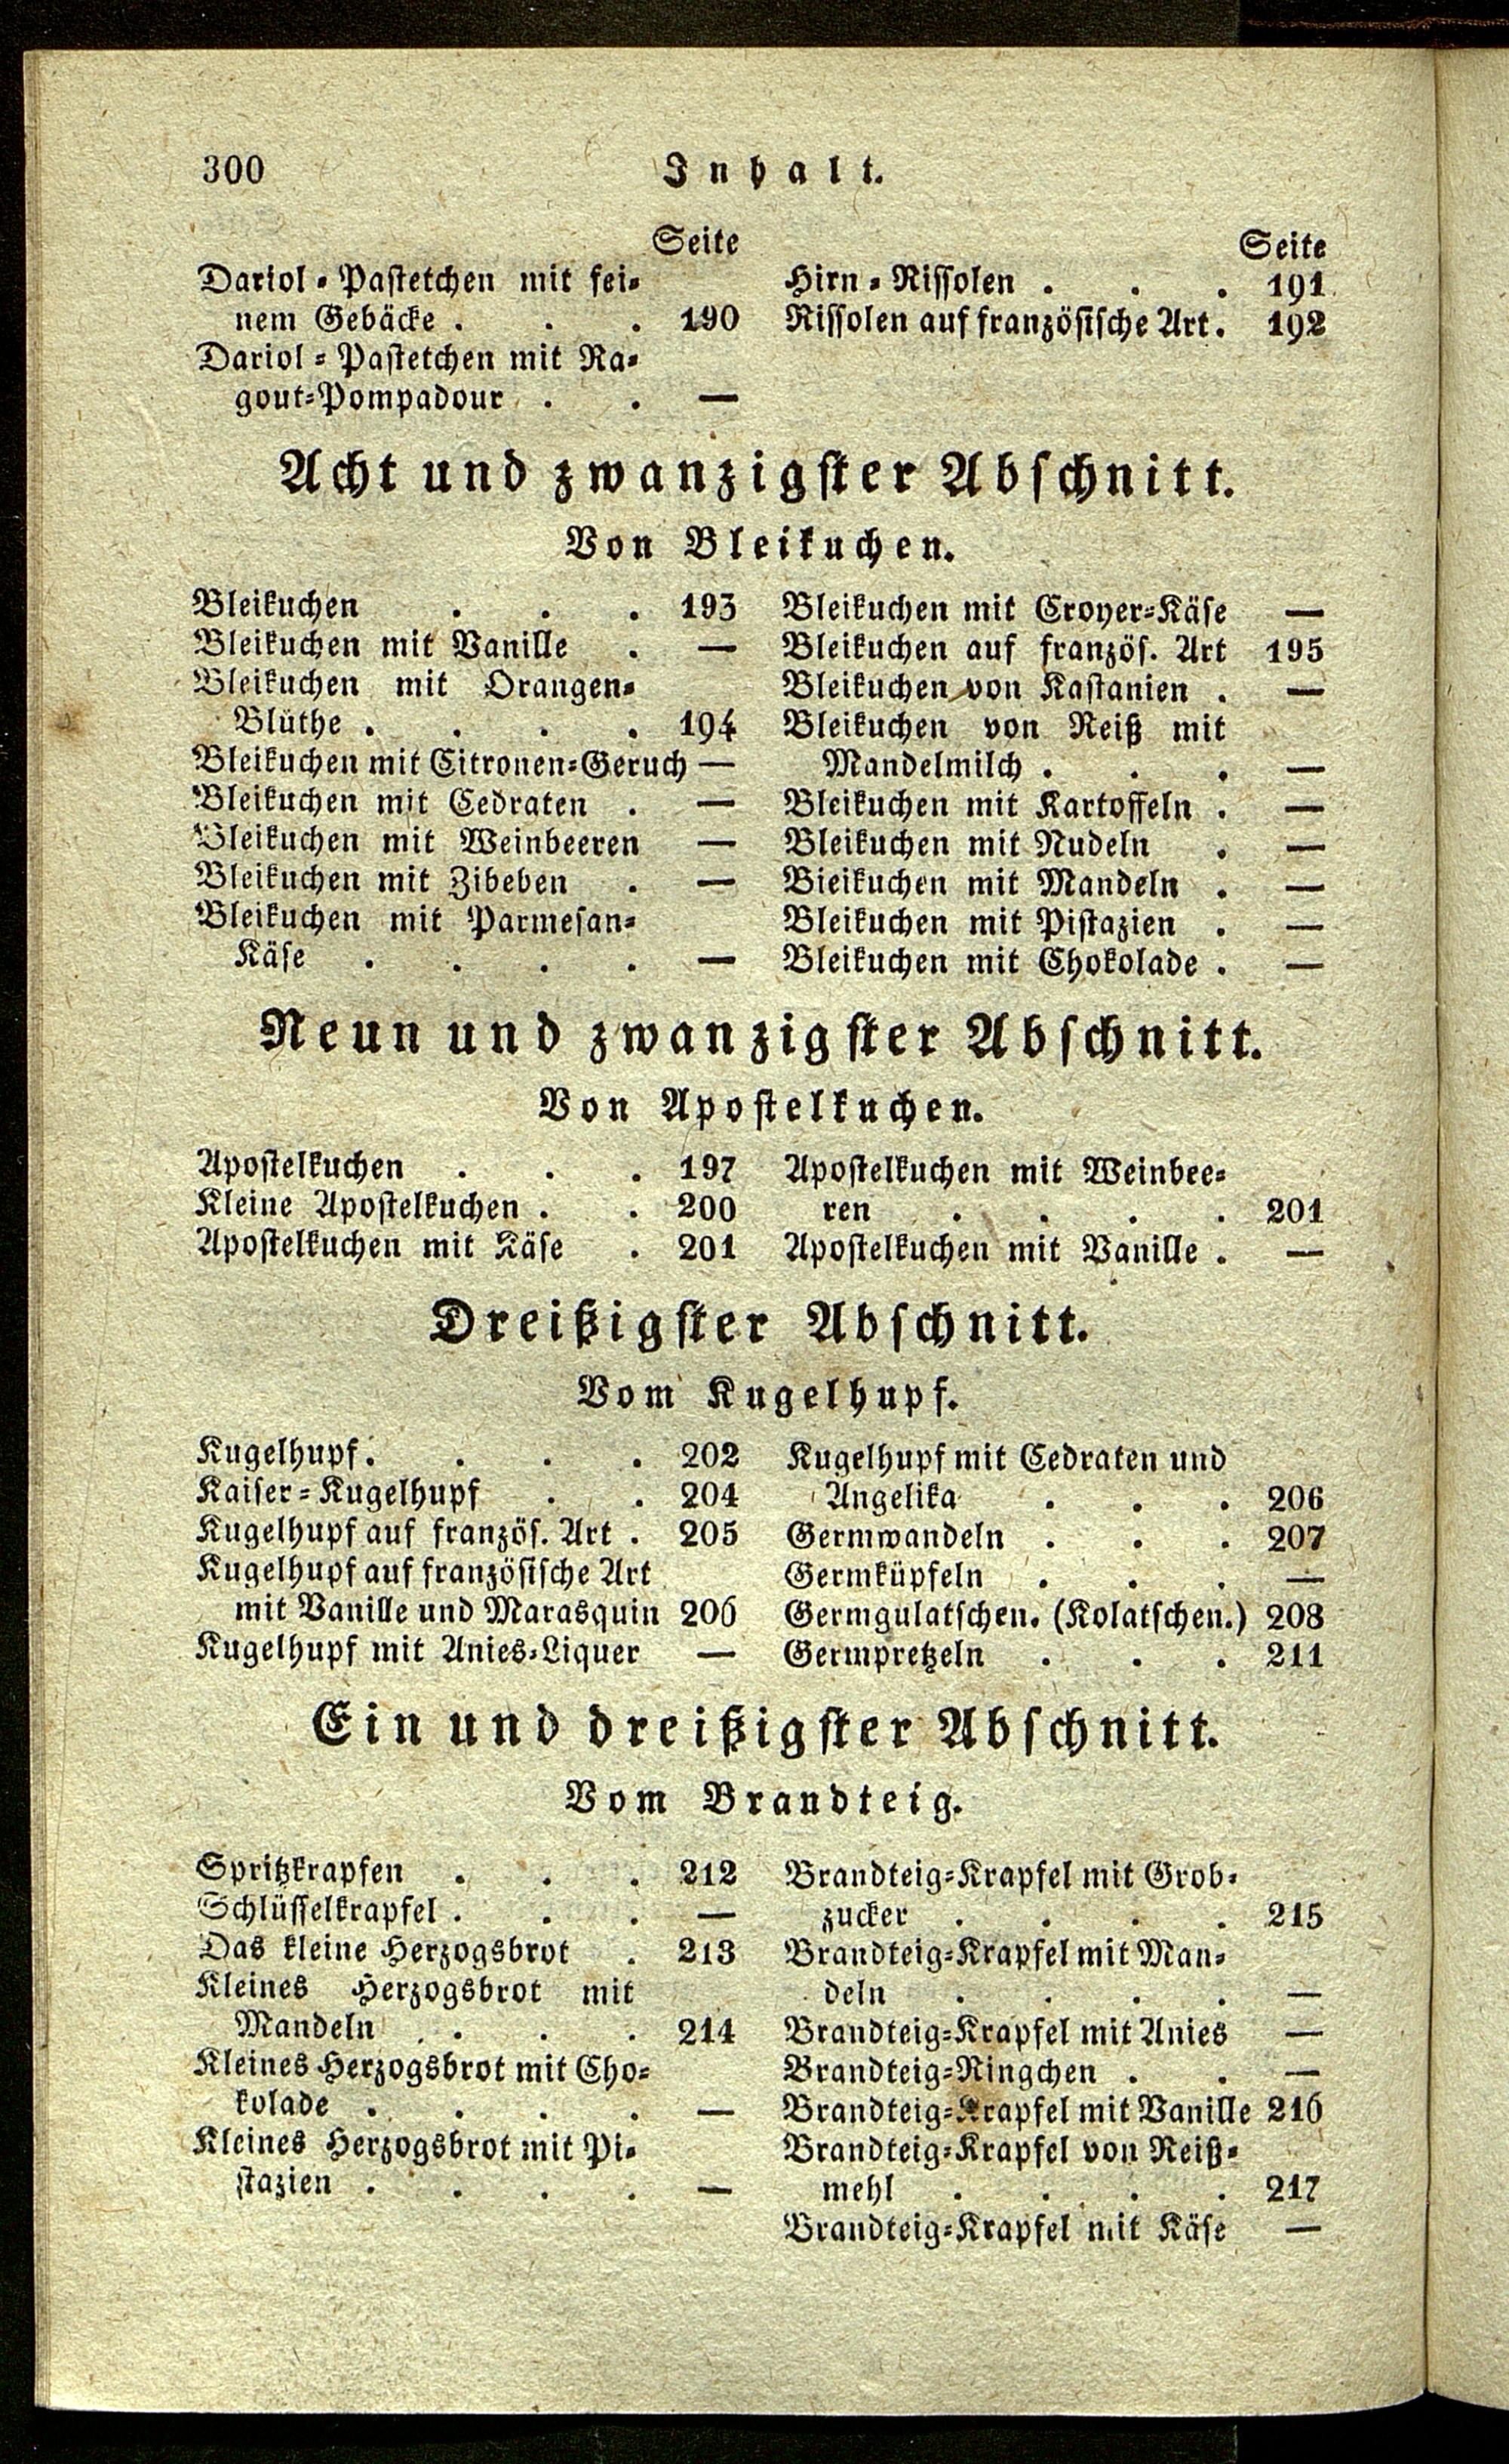 300
Inhalt.
Seite
Dariol-Pastetchen mit fei-
nem Gebäcke . . . 190
Dariol-Pastetchen mit Ra-
gout-Pompadour . . —
Seite
Hirn-Rissolen . . . 191
Rissolen auf französische Art. 192
Acht und zwanzigster Abschnitt.
Von Bleikuchen.
Bleikuchen . . . 193
Bleikuchen mit Vanille . —
Bleikuchen mit Orangen-
Blüthe . . . . 194
Bleikuchen mit Citronen-Geruch —
Bleikuchen mit Cedraten . —
Bleikuchen mit Weinbeeren —
Bleikuchen mit Zibeben . —
Bleikuchen mit Parmesan-
Käse . . . . —
Bleikuchen mit Croyer-Käse —
Bleikuchen auf französ. Art 195
Bleikuchen von Kastanien . —
Bleikuchen von Reiß mit
Mandelmilch . . . —
Bleikuchen mit Kartoffeln . —
Bleikuchen mit Nudeln . —
Bieikuchen mit Mandeln . —
Bleikuchen mit Pistazien . —
Bleikuchen mit Chokolade . —
Neun und zwanzigster Abschnitt.
Von Apostelkuchen.
Apostelkuchen . . . 197
Kleine Apostelkuchen . . 200
Apostelkuchen mit Käse . 201
Apostelkuchen mit Weinbee-
ren . . . . 201
Apostelkuchen mit Vanille . —
Dreißigster Abschnitt.
Vom Kugelhupf.
Kugelhupf . . . . 202
Kaiser-Kugelhupf . . 204
Kugelhupf auf französ. Art . 205
Kugelhupf auf französische Art
mit Vanille und Marasquin 206
Kugelhupf mit Anies-Liquer —
Kugelhupf mit Cedraten und
Angelika . . . 206
Germwandeln . . . 207
Germküpfeln . . . —
Germgulatschen. (Kolatschen.) 208
Germpretzeln . . . 211
Ein und dreißigster Abschnitt.
Vom Brandteig.
Spritzkrapfen . . . 212
Schlüsselkrapfel . . . —
Das kleine Herzogsbrot . 213
Kleines Herzogsbrot mit
Mandeln . . . 214
Kleines Herzogsbrot mit Cho-
kolade . . . . —
Kleines Herzogsbrot mit Pi-
stazien . . . . —
Brandteig-Krapfel mit Grob-
zucker . . . . 215
Brandteig-Krapfel mit Man-
deln . . . . —
Brandteig-Krapfel mit Anies —
Brandteig-Ringchen . . —
Brandteig-Krapfel mit Vanille 216
Brandteig-Krapfel von Reiß-
mehl . . . . 217
Brandteig-Krapfel mit Käse —